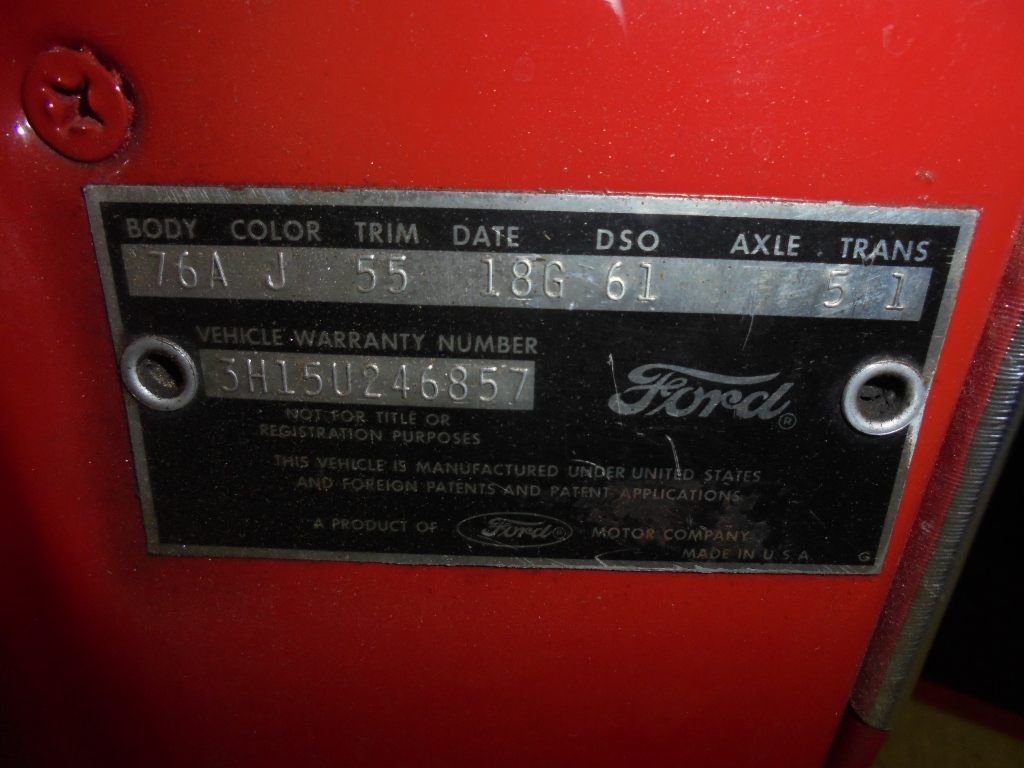 BODY COLOR TRIM DATE DSO AXLE TRANS
76A J 55 18G 61 5 1
VEHICLE WARRANTY NUMBER
3H15U246857
Ford®
NOT FOR TITLE OR
REGISTRATION PURPOSES
THIS VEHICLE IS MANUFACTURED UNDER UNITED STATES
AND FOREIGN PATENTS AND PATENT APPLICATIONS
A PRODUCT OF Ford® MOTOR COMPANY
MADE IN U.S.A. G